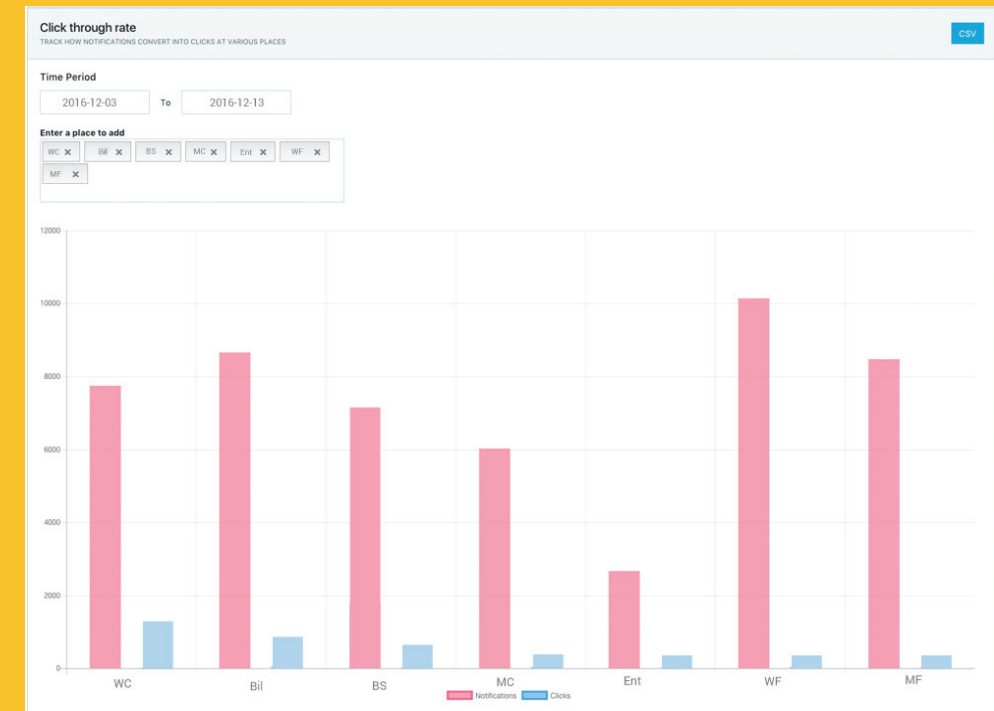 Click through rate
TRACK HOW NOTIFICATIONS CONVERT INTO CLICKS AT VARIOUS PLACES
CSV
Time Period
2016-12-03 To 2016-12-13
Enter a place to add
WC × Bil × BS × MC × Ent × WF ×
MF ×
12000
10000
8000
6000
4000
2000
0
WC Bil BS MC Ent WF MF
Notifications Clicks